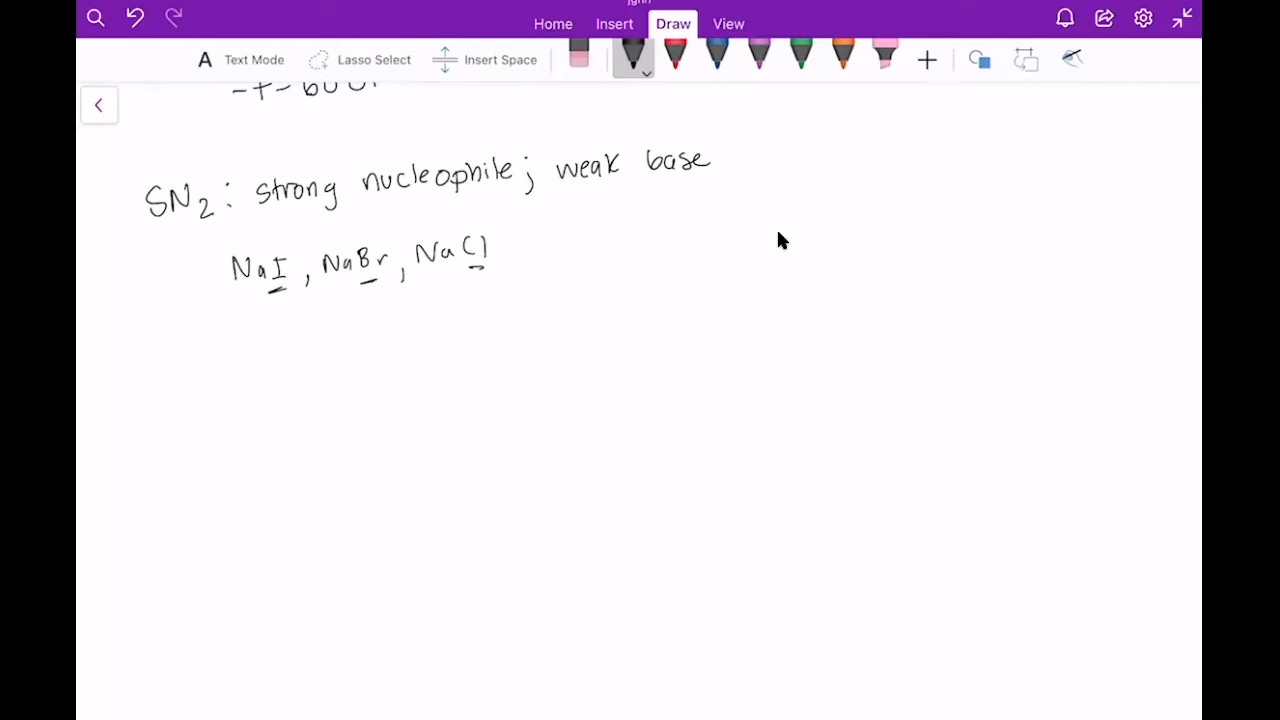 Home Insert Draw View
A Text Mode Lasso Select Insert Space
SN2: strong nucleophile; weak base
NaI, NaBr, NaCl